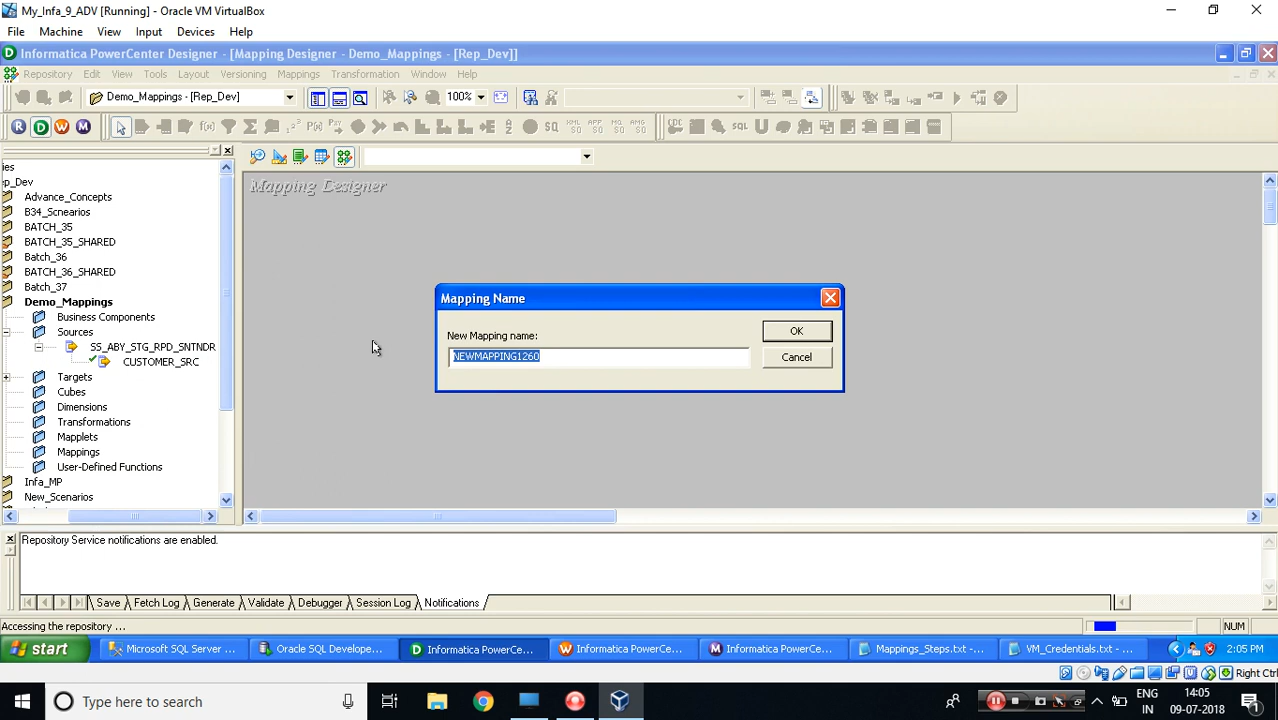 My_Infa_9_ADV [Running] - Oracle VM VirtualBox
File Machine View Input Devices Help
Informatica PowerCenter Designer - [Mapping Designer - Demo_Mappings - [Rep_Dev]]
Repository Edit View Tools Layout Versioning Mappings Transformation Window Help
Demo_Mappings - [Rep_Dev] 100%
Mapping Designer
ies
ep_Dev
Advance_Concepts
B34_Scnearios
BATCH_35
BATCH_35_SHARED
Batch_36
BATCH_36_SHARED
Batch_37
Demo_Mappings
Business Components
Sources
SS_ABY_STG_RPD_SNTNDR
CUSTOMER_SRC
Targets
Cubes
Dimensions
Transformations
Mapplets
Mappings
User-Defined Functions
Infa_MP
New_Scenarios
Mapping Name
New Mapping name:
NEWMAPPING1260
OK
Cancel
Repository Service notifications are enabled.
Save Fetch Log Generate Validate Debugger Session Log Notifications
Accessing the repository ... NUM
start Microsoft SQL Server ... Oracle SQL Develope... Informatica PowerCe... Informatica PowerCe... Informatica PowerCe... Mappings_Steps.txt - ... VM_Credentials.txt - ... 2:05 PM
Right Ctrl
Type here to search
ENG
IN
14:05
09-07-2018